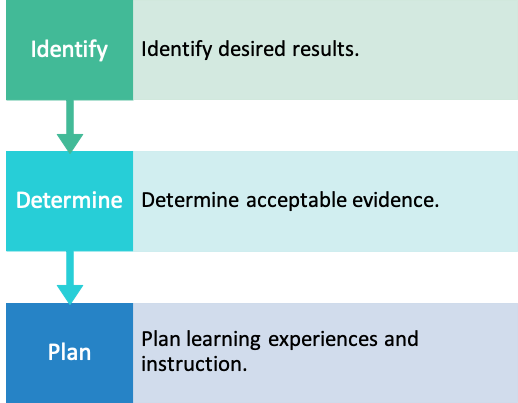 Identify
Identify desired results.
Determine
Determine acceptable evidence.
Plan
Plan learning experiences and
instruction.